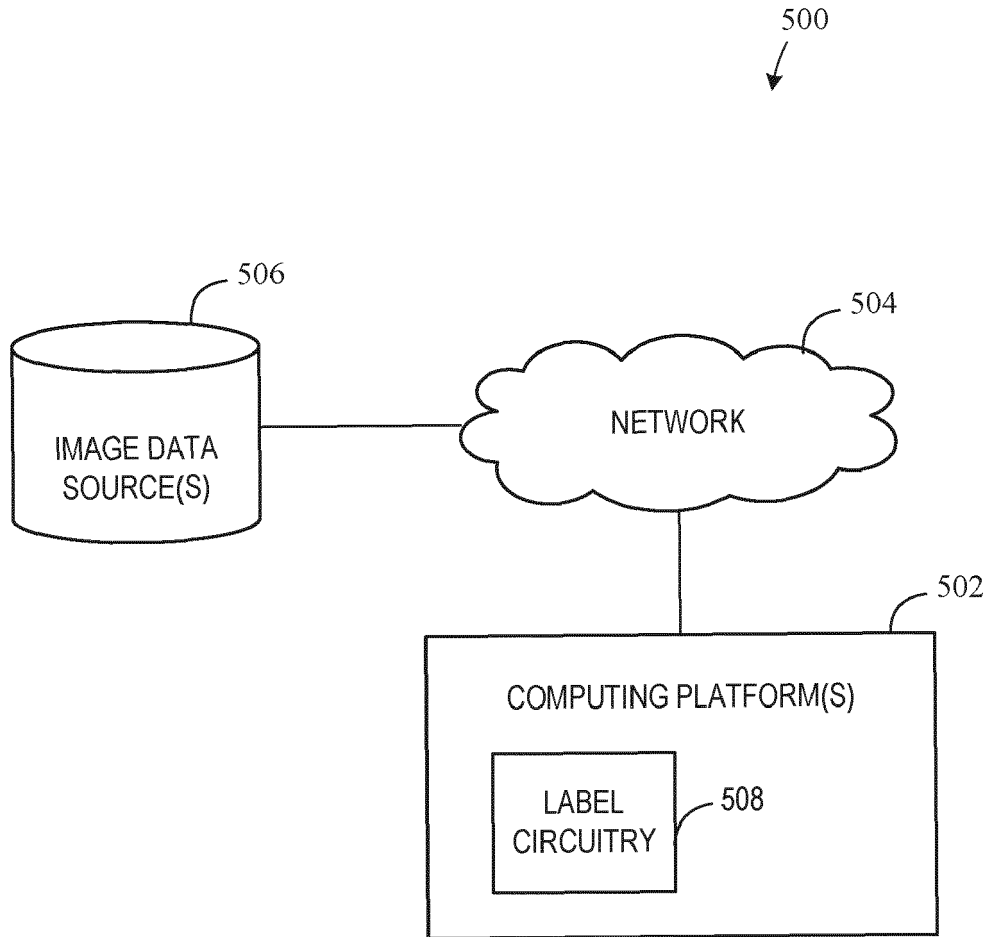 500
506
504
IMAGE DATA
SOURCE(S)
NETWORK
502
COMPUTING PLATFORM(S)
LABEL
CIRCUITRY
508